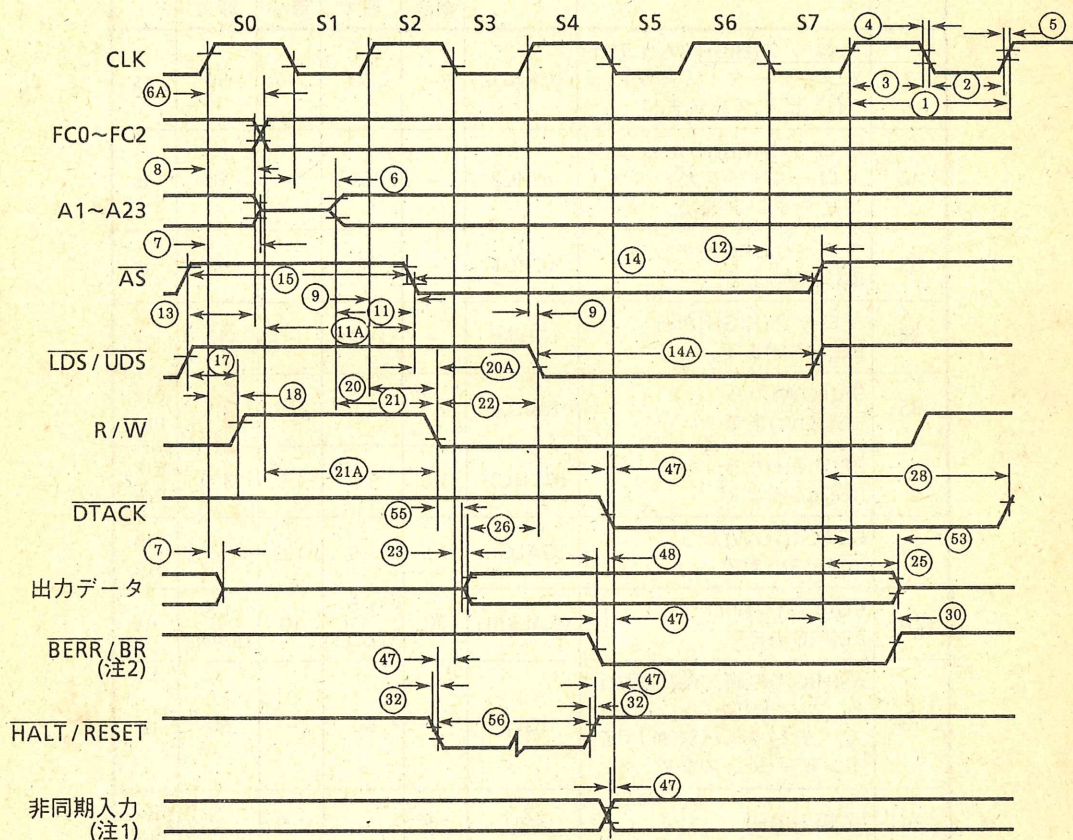 S0 S1 S2 S3 S4 S5 S6 S7
CLK
4 5
3 2
1
6A
FC0~FC2
8
6
A1~A23
7
12
AS
15
14
13
9 11
9
11A
LDS/UDS
14A
17
20A
18
20
21 22
R/W
21A
47
28
DTACK
55
26
7
23
48
53
25
出力データ
47
30
BERR/BR
(注2)
47
47
32
32
56
HALT/RESET
47
非同期入力
(注1)